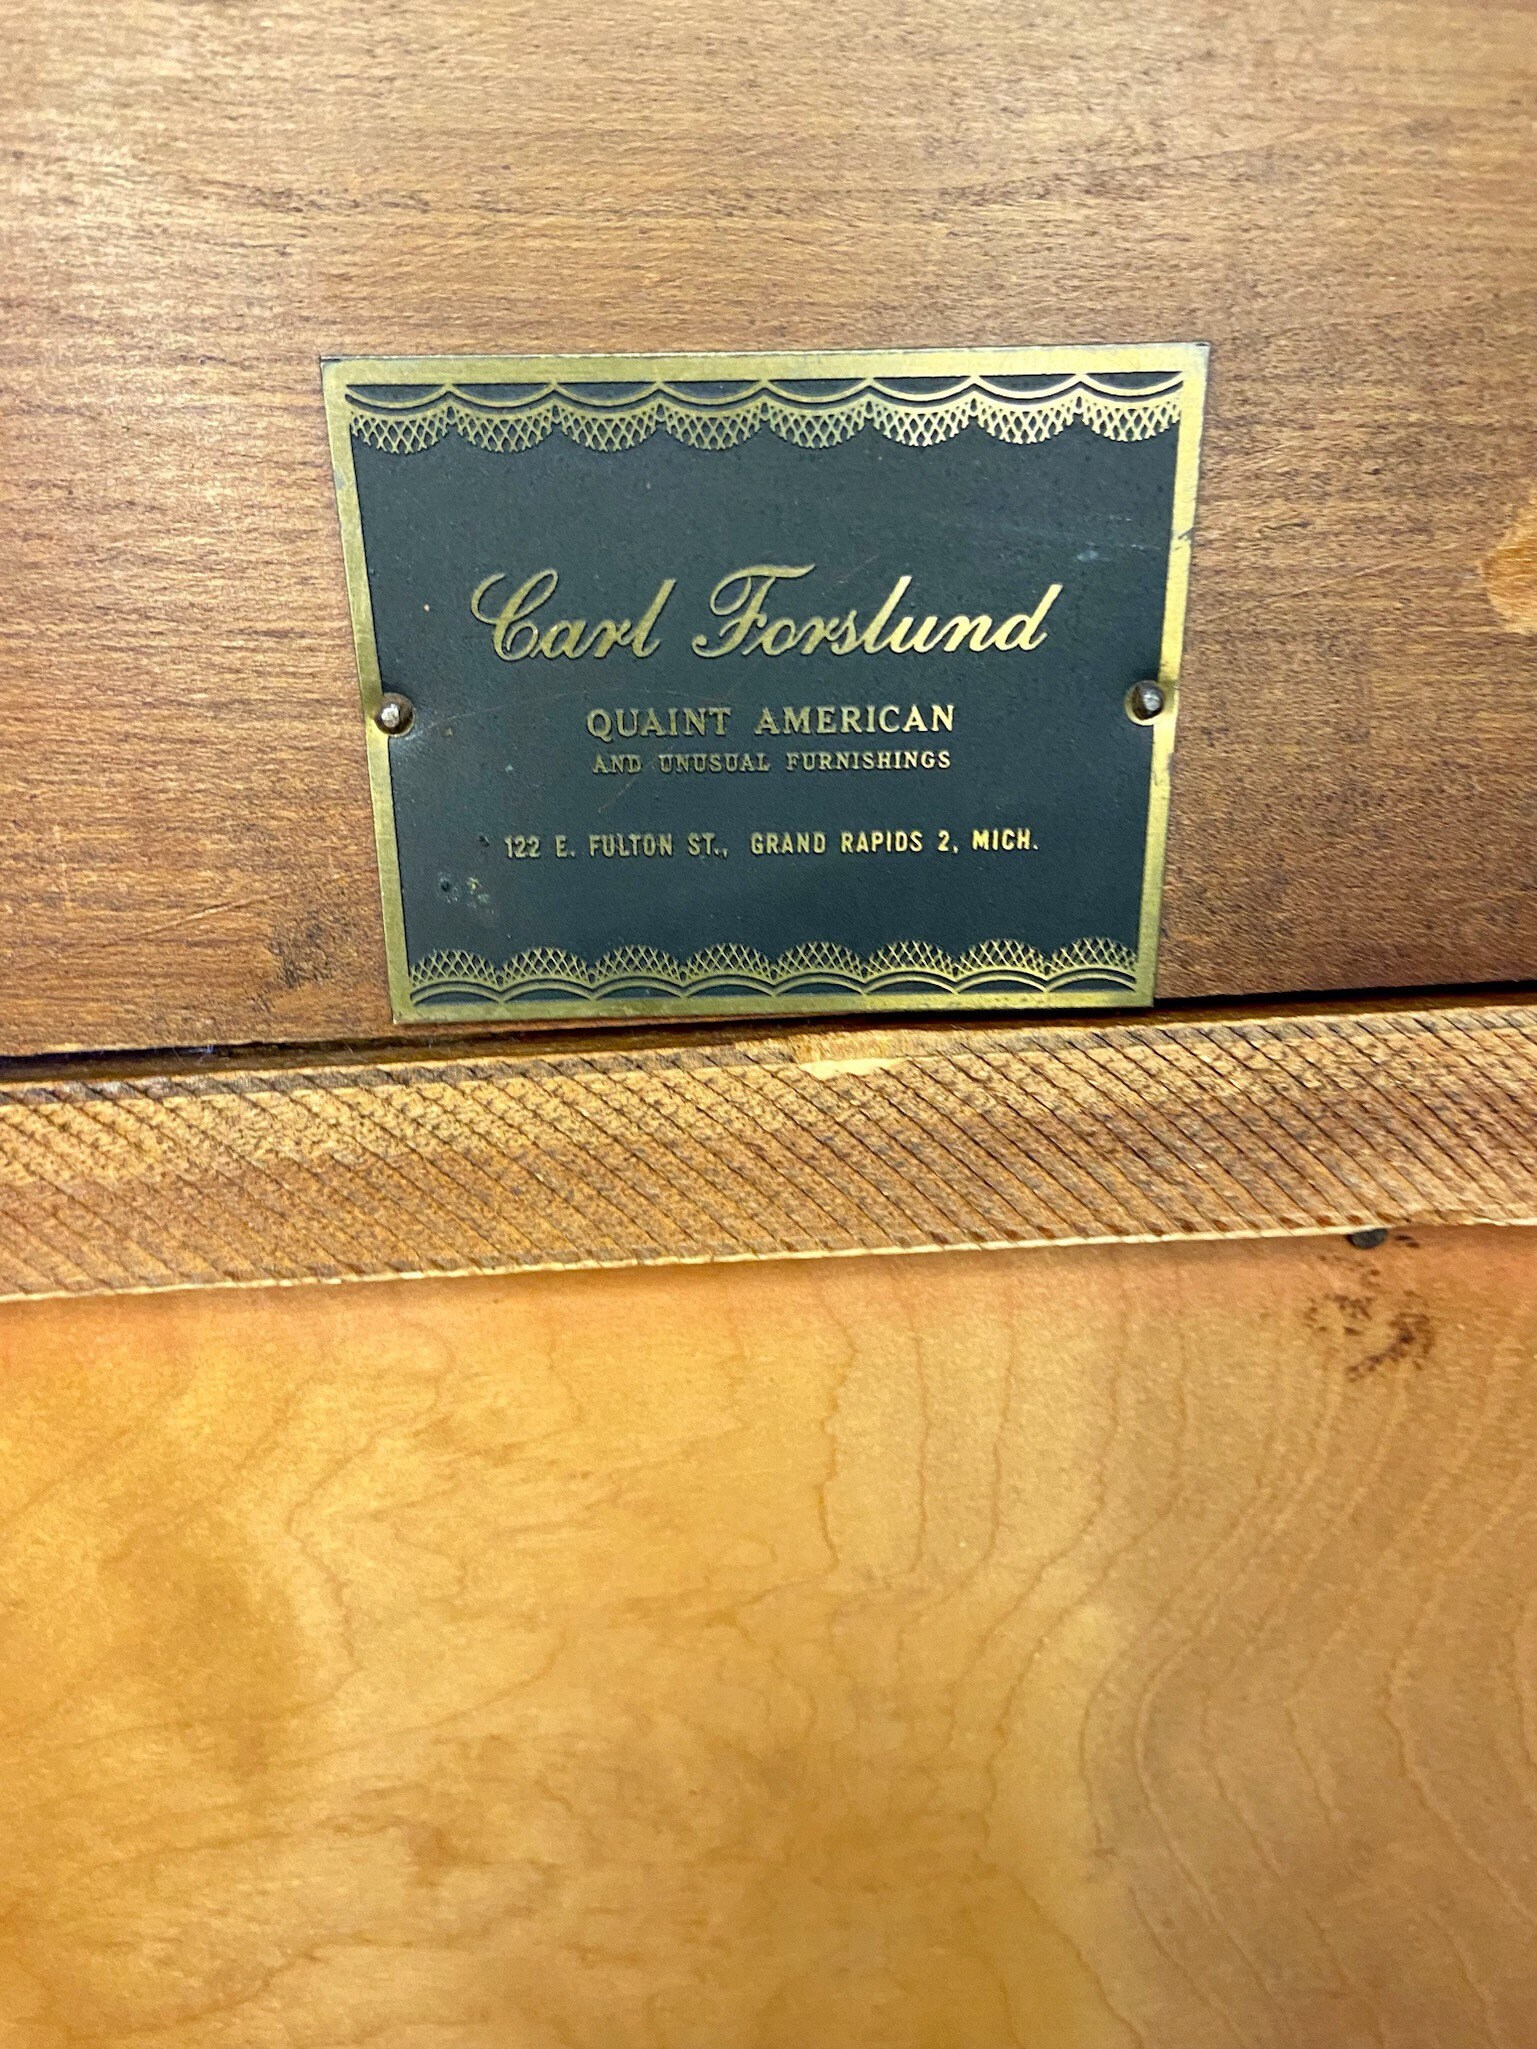 Carl Forslund
QUAINT AMERICAN
AND UNUSUAL FURNISHINGS
122 E. FULTON ST., GRAND RAPIDS 2, MICH.